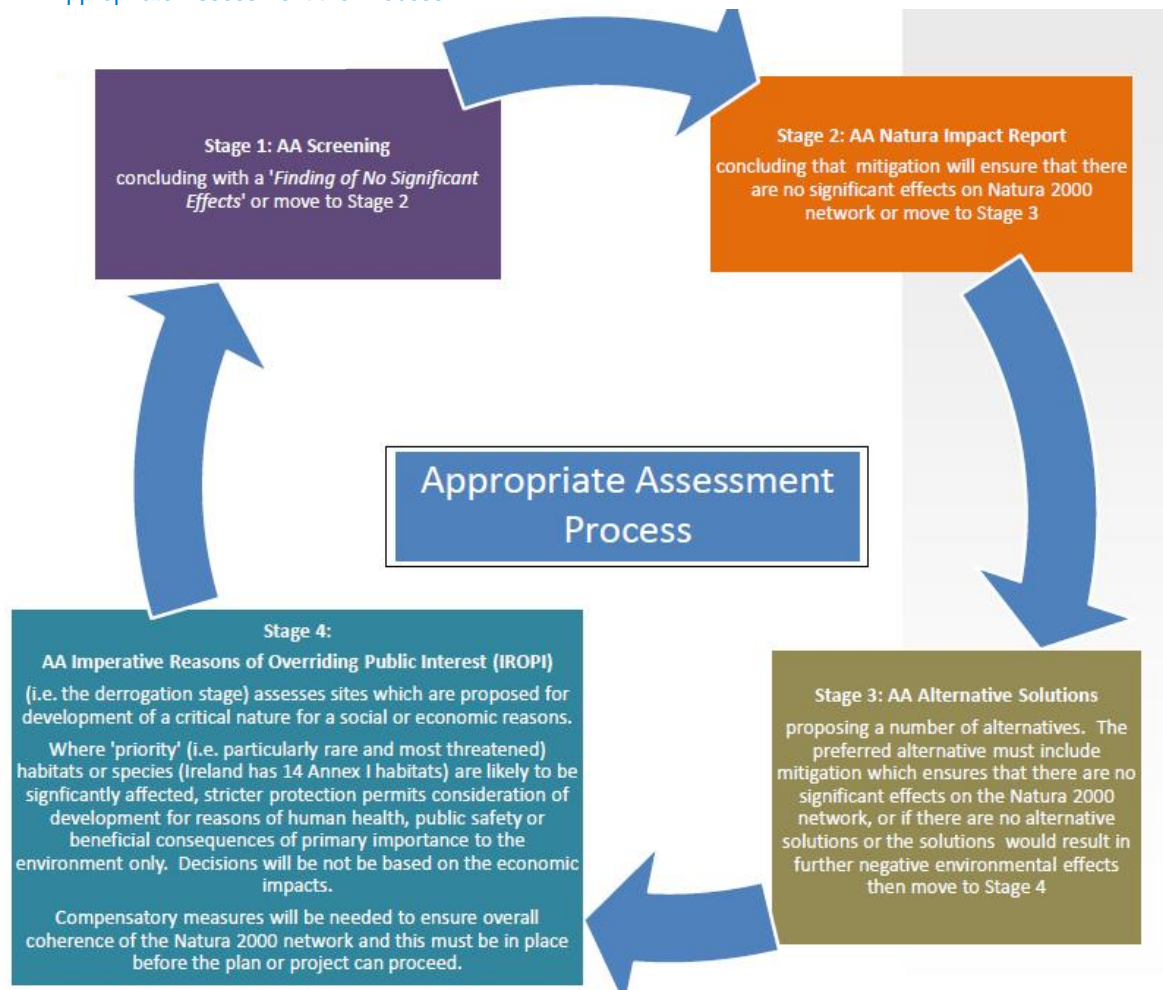 Stage 1: AA Screening
concluding with a 'Finding of No Significant
Effects' or move to Stage 2
Stage 2: AA Natura Impact Report
concluding that mitigation will ensure that there
are no significant effects on Natura 2000
network or move to Stage 3
Appropriate Assessment
Process
Stage 3: AA Alternative Solutions
proposing a number of alternatives. The
preferred alternative must include
mitigation which ensures that there are no
significant effects on the Natura 2000
network, or if there are no alternative
solutions or the solutions would result in
further negative environmental effects
then move to Stage 4
Stage 4:
AA Imperative Reasons of Overriding Public Interest (IROPI)
(i.e. the derrogation stage) assesses sites which are proposed for
development of a critical nature for a social or economic reasons.
Where 'priority' (i.e. particularly rare and most threatened)
habitats or species (Ireland has 14 Annex I habitats) are likely to be
signficantly affected, stricter protection permits consideration of
development for reasons of human health, public safety or
beneficial consequences of primary importance to the
environment only. Decisions will be not be based on the economic
impacts.
Compensatory measures will be needed to ensure overall
coherence of the Natura 2000 network and this must be in place
before the plan or project can proceed.